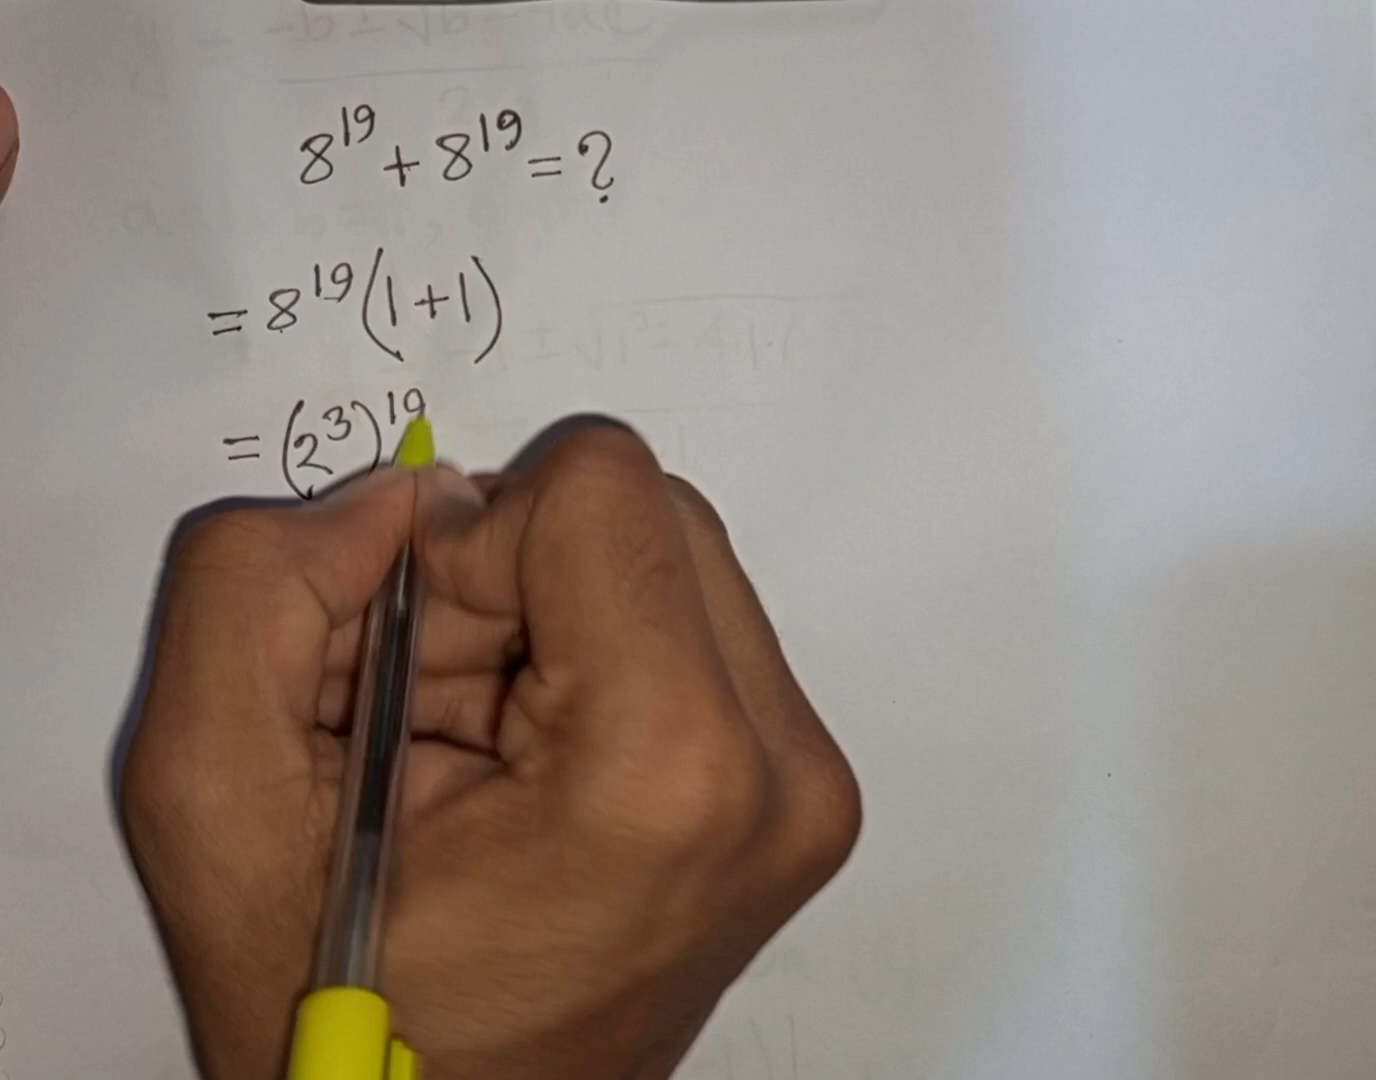 8^19 + 8^19 = ?
= 8^19 (1+1)
= (2^3)^19